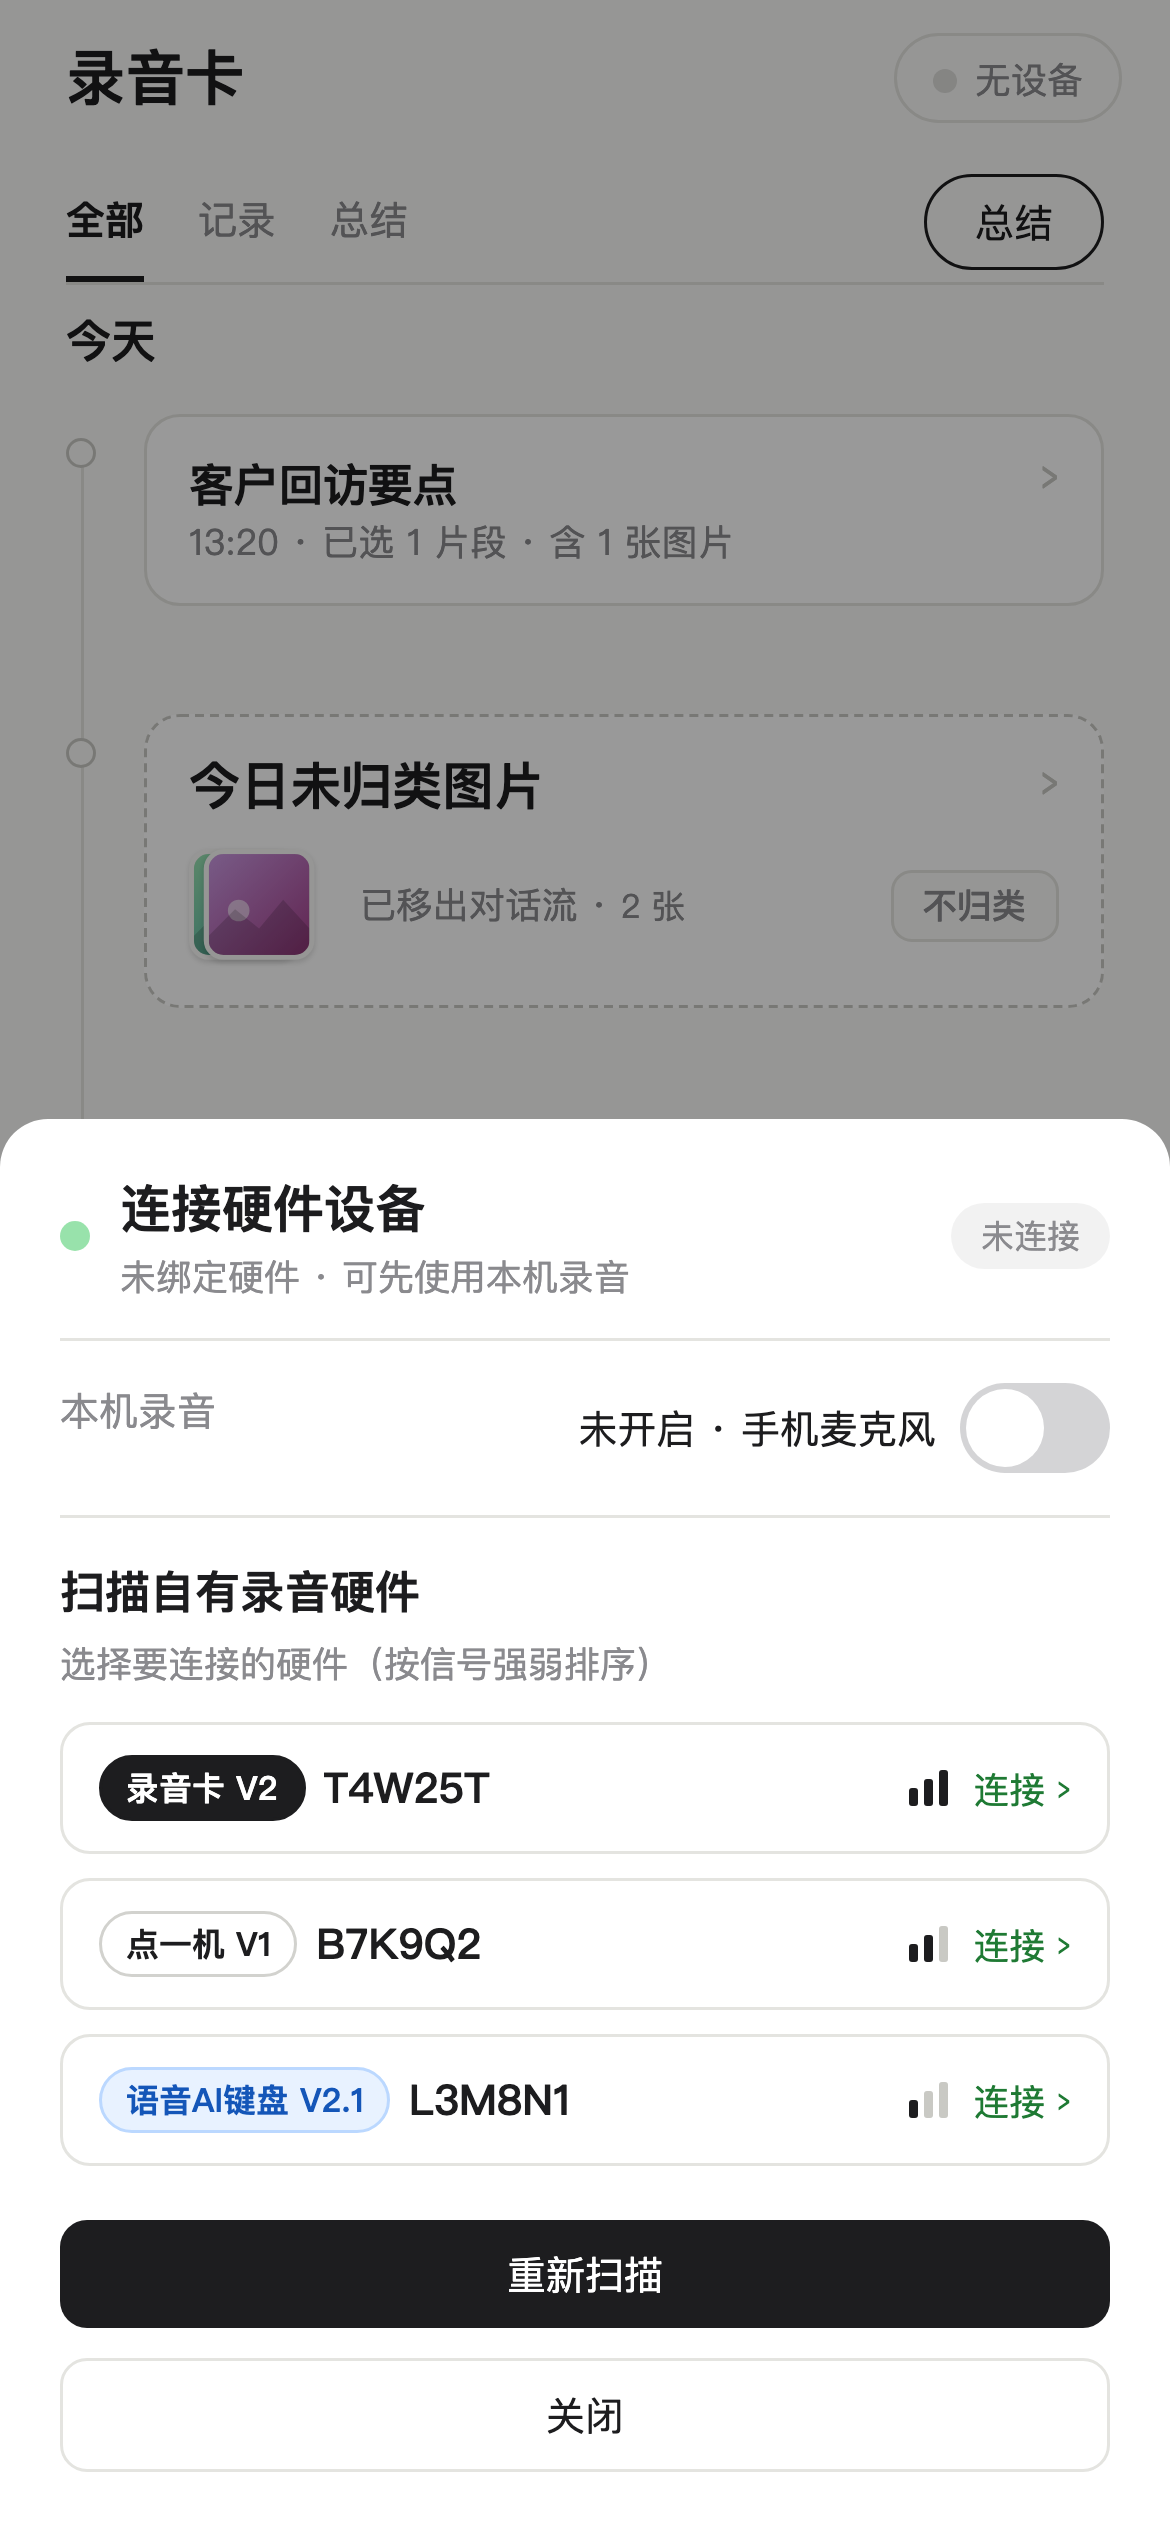 录音卡
无设备
全部
记录
总结
总结
今天
客户回访要点
13:20 · 已选 1 片段 · 含 1 张图片
今日未归类图片
已移出对话流 · 2 张
不归类
连接硬件设备
未连接
未绑定硬件 · 可先使用本机录音
本机录音
未开启 · 手机麦克风
扫描自有录音硬件
选择要连接的硬件（按信号强弱排序）
录音卡 V2 T4W25T 连接 ›
点一机 V1 B7K9Q2 连接 ›
语音AI键盘 V2.1 L3M8N1 连接 ›
重新扫描
关闭